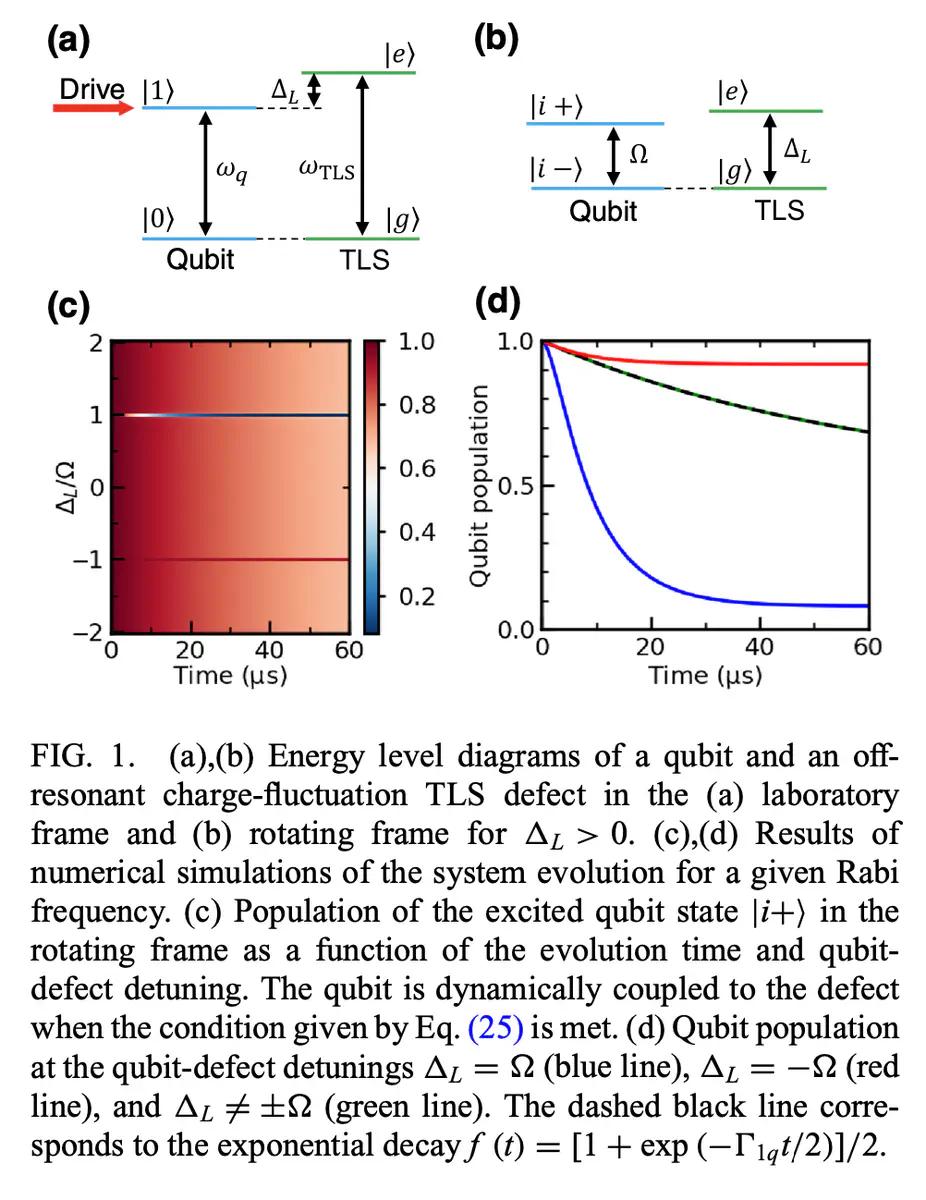 (a)
|e⟩
Drive
|1⟩
Δ_L
ω_q
ω_TLS
|0⟩
|g⟩
Qubit
TLS
(b)
|i +⟩
|e⟩
Ω
Δ_L
|i −⟩
|g⟩
Qubit
TLS
(c)
2
1
0
−1
−2
Δ_L/Ω
0
20
40
60
Time (μs)
1.0
0.8
0.6
0.4
0.2
(d)
1.0
0.5
0.0
Qubit population
0
20
40
60
Time (μs)
FIG. 1. (a),(b) Energy level diagrams of a qubit and an off-
resonant charge-fluctuation TLS defect in the (a) laboratory
frame and (b) rotating frame for Δ_L > 0. (c),(d) Results of
numerical simulations of the system evolution for a given Rabi
frequency. (c) Population of the excited qubit state |i+⟩ in the
rotating frame as a function of the evolution time and qubit-
defect detuning. The qubit is dynamically coupled to the defect
when the condition given by Eq. (25) is met. (d) Qubit population
at the qubit-defect detunings Δ_L = Ω (blue line), Δ_L = −Ω (red
line), and Δ_L ≠ ±Ω (green line). The dashed black line corre-
sponds to the exponential decay f (t) = [1 + exp (−Γ_1q t/2)]/2.